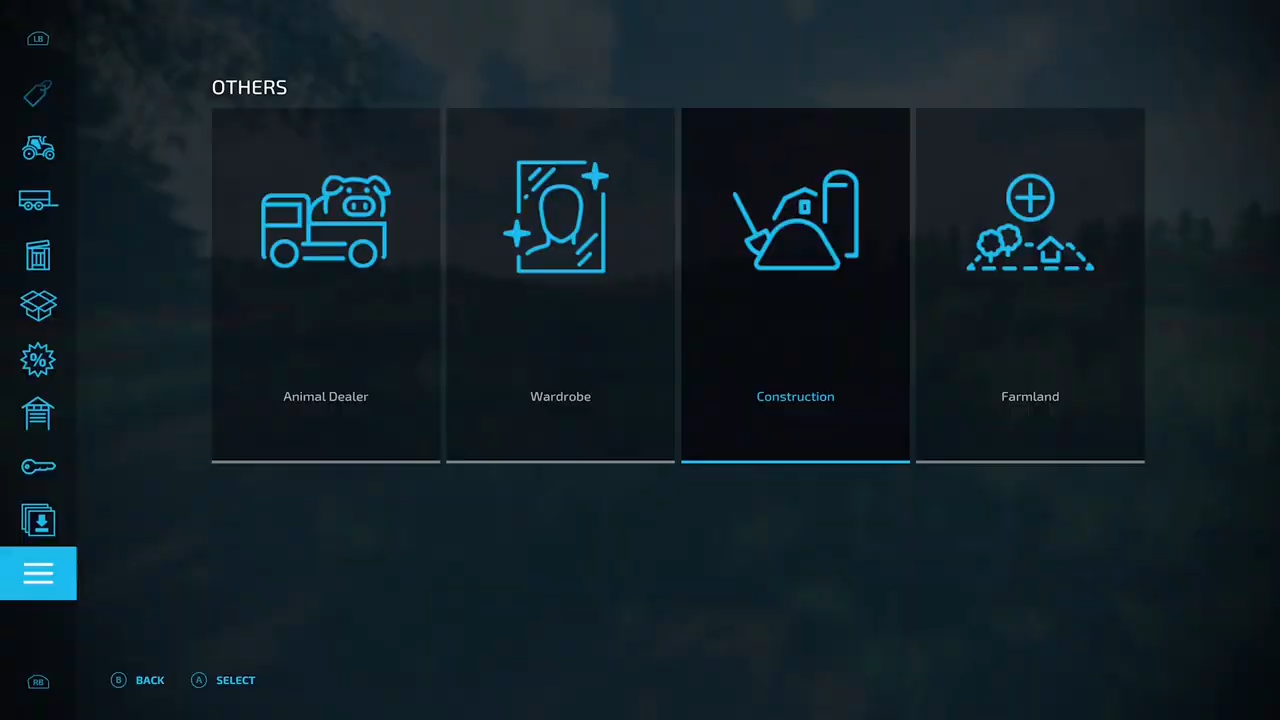 LB
OTHERS
%
Animal Dealer
Wardrobe
Construction
Farmland
RB
B BACK A SELECT